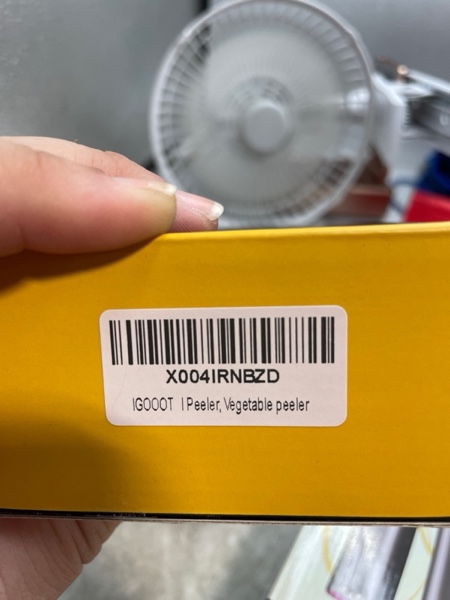 X004IRNBZD
IGOOOT I Peeler, Vegetable peeler